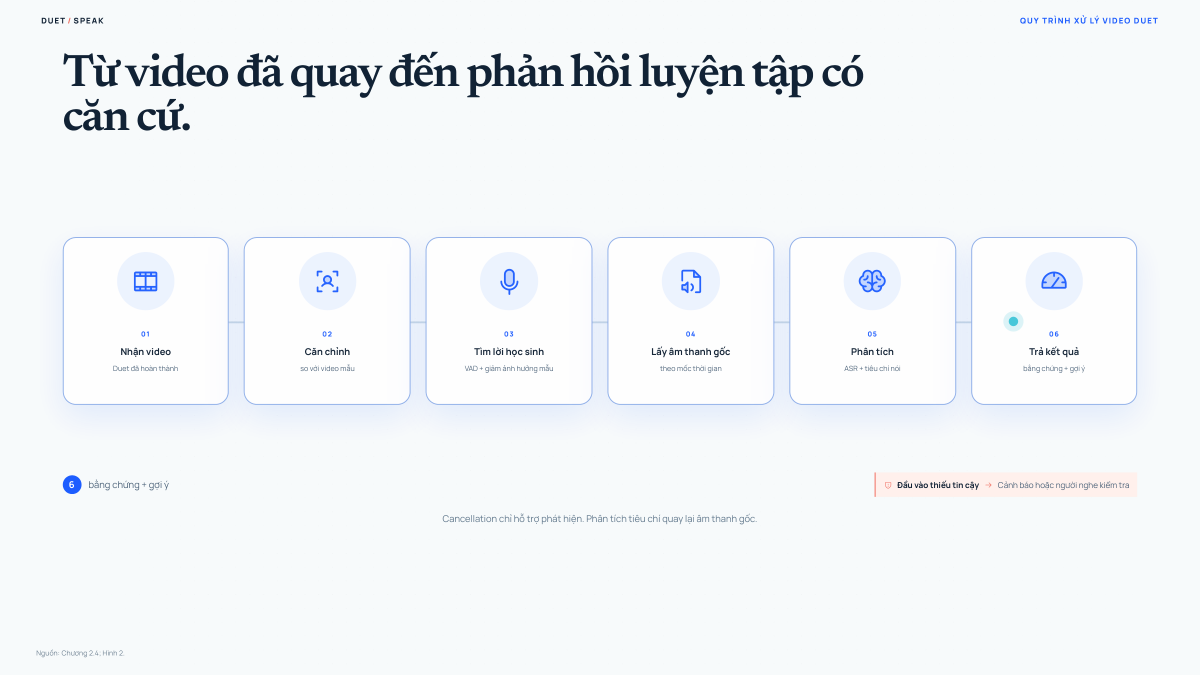 DUET / SPEAK
QUY TRÌNH XỬ LÝ VIDEO DUET
Từ video đã quay đến phản hồi luyện tập có
căn cứ.
01
Nhận video
Duet đã hoàn thành
02
Căn chỉnh
so với video mẫu
03
Tìm lời học sinh
VAD + giảm ảnh hưởng mẫu
04
Lấy âm thanh gốc
theo mốc thời gian
05
Phân tích
ASR + tiêu chí nói
06
Trả kết quả
bằng chứng + gợi ý
6 bằng chứng + gợi ý
Đầu vào thiếu tin cậy → Cảnh báo hoặc người nghe kiểm tra
Cancellation chỉ hỗ trợ phát hiện. Phân tích tiêu chí quay lại âm thanh gốc.
Nguồn: Chương 2.4; Hình 2.